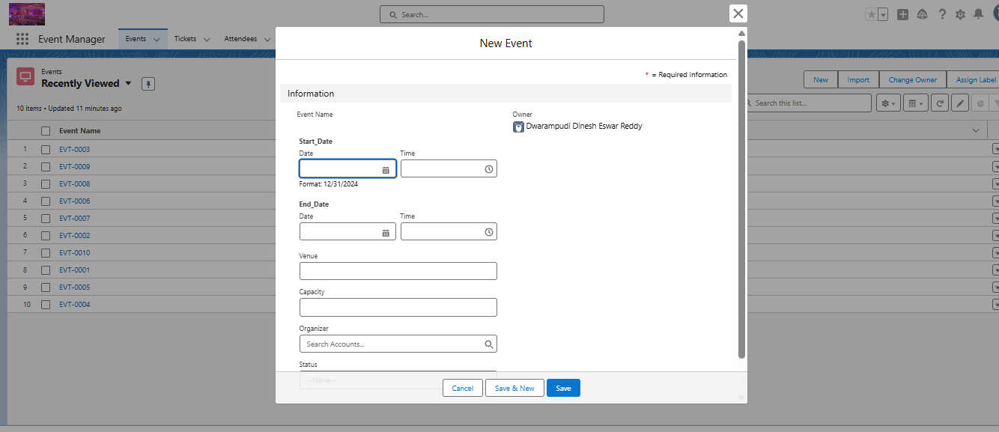 Search...
Event Manager
Events
Tickets
Attendees
Events
Recently Viewed
10 items • Updated 11 minutes ago
New
Import
Change Owner
Assign Label
Search this list...
Event Name
1 EVT-0003
2 EVT-0009
3 EVT-0008
4 EVT-0006
5 EVT-0007
6 EVT-0002
7 EVT-0010
8 EVT-0001
9 EVT-0005
10 EVT-0004
New Event
* = Required Information
Information
Event Name
Owner
Dwarampudi Dinesh Eswar Reddy
Start_Date
Date Time
Format: 12/31/2024
End_Date
Date Time
Venue
Capacity
Organizer
Search Accounts...
Status
--None--
Cancel
Save & New
Save